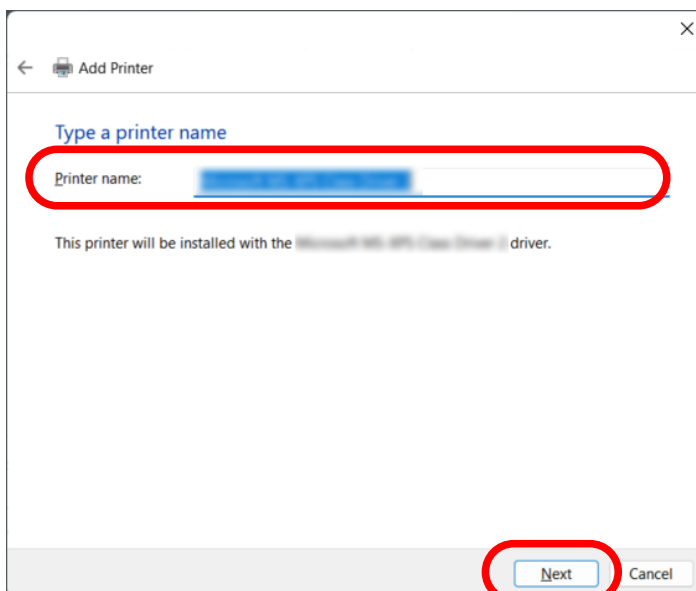 Add Printer
Type a printer name
Printer name:
This printer will be installed with the driver.
Next Cancel